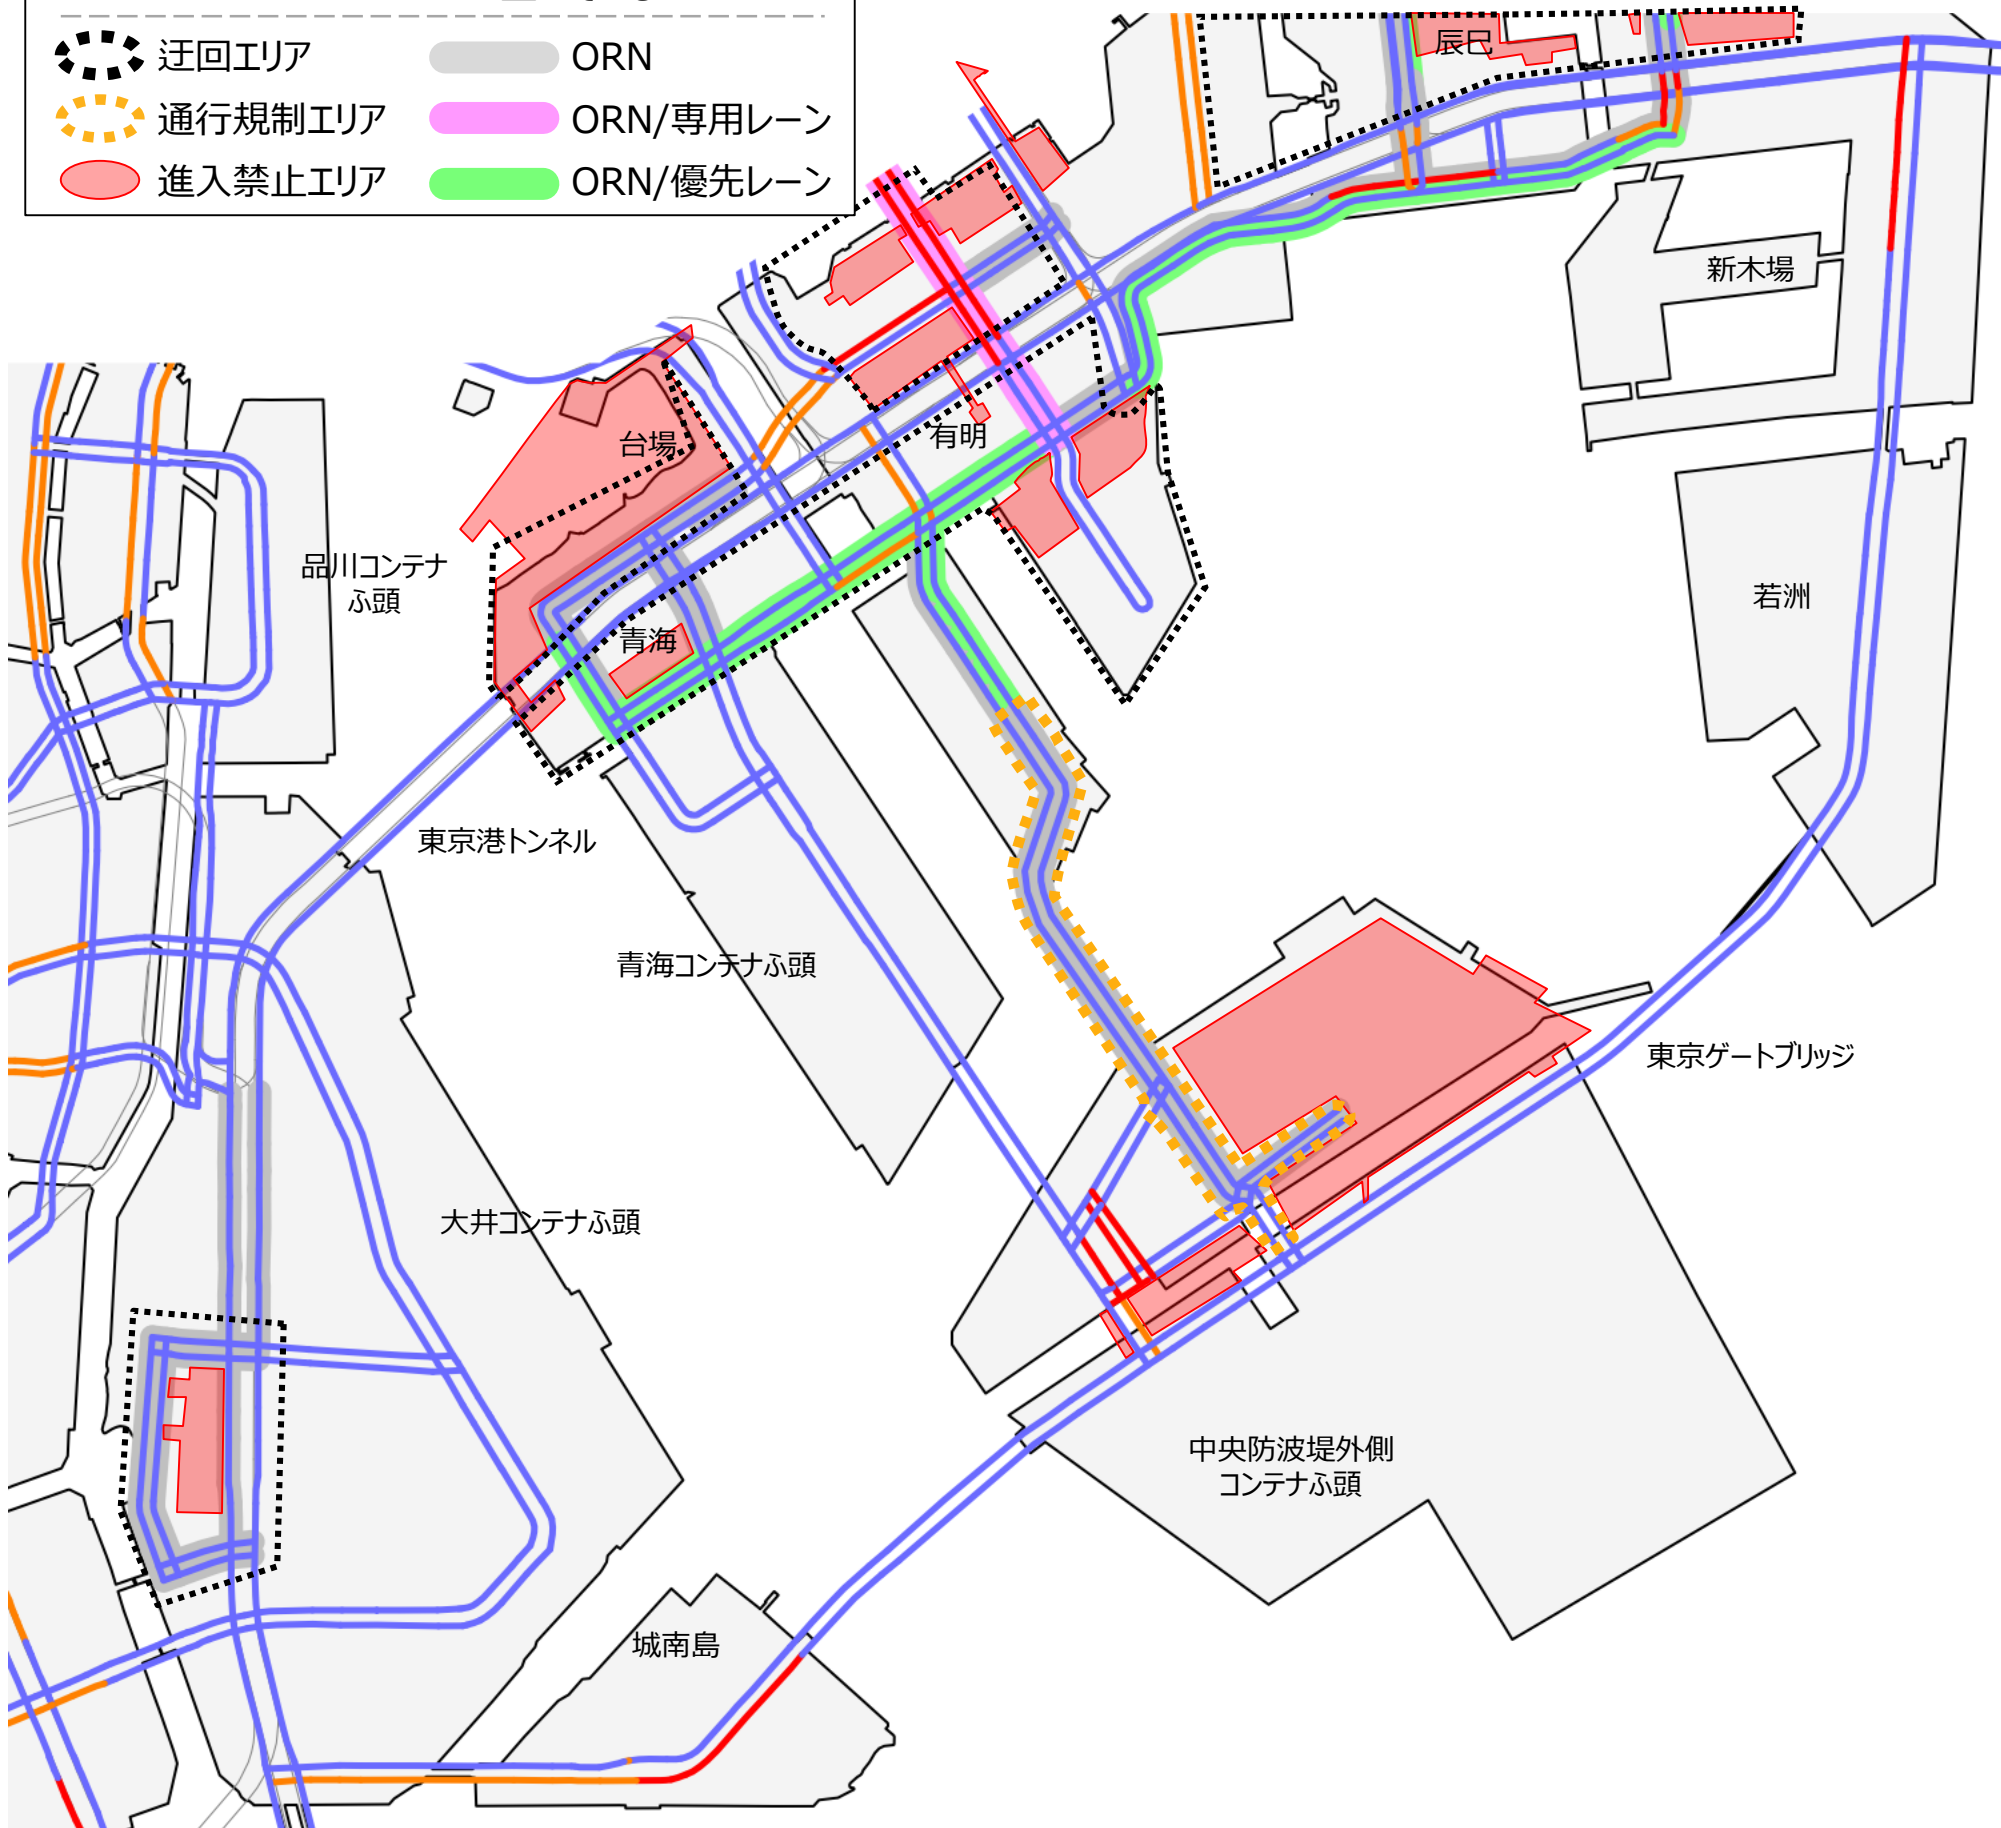 迂回エリア
ORN
通行規制エリア
ORN/専用レーン
進入禁止エリア
ORN/優先レーン
辰巳
新木場
台場
有明
品川コンテナ
ふ頭
青海
若洲
東京港トンネル
青海コンテナふ頭
東京ゲートブリッジ
大井コンテナふ頭
中央防波堤外側
コンテナふ頭
城南島